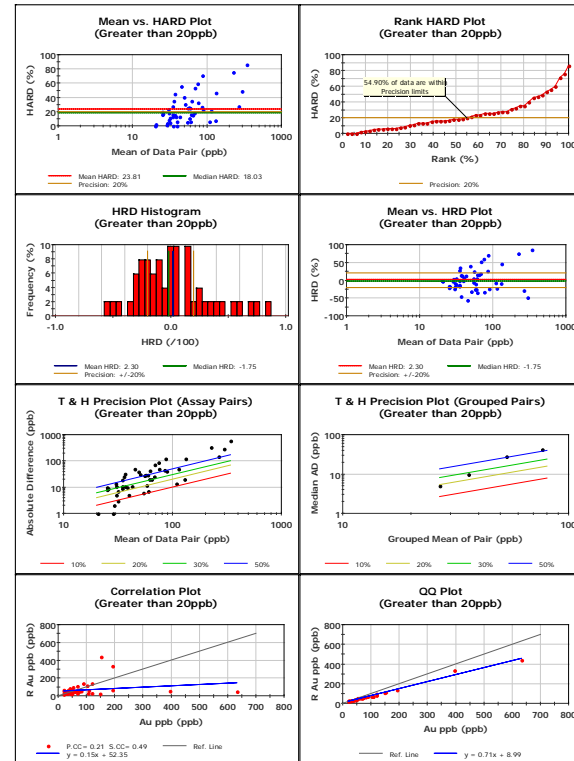 Mean vs. HARD Plot
(Greater than 20ppb)
HARD (%)
100
80
60
40
20
0
1 10 100 1000
Mean of Data Pair (ppb)
Mean HARD: 23.81 Median HARD: 18.03
Precision: 20%
Rank HARD Plot
(Greater than 20ppb)
54.90% of data are within
Precision limits
HARD (%)
100
80
60
40
20
0
0 10 20 30 40 50 60 70 80 90 100
Rank (%)
Precision: 20%
HRD Histogram
(Greater than 20ppb)
Frequency (%)
10
8
6
4
2
0
-1.0 0.0 1.0
HRD (/100)
Mean HRD: 2.30 Median HRD: -1.75
Precision: +/-20%
Mean vs. HRD Plot
(Greater than 20ppb)
HRD (%)
100
50
0
-50
-100
1 10 100 1000
Mean of Data Pair (ppb)
Mean HRD: 2.30 Median HRD: -1.75
Precision: +/-20%
T & H Precision Plot (Assay Pairs)
(Greater than 20ppb)
Absolute Difference (ppb)
1000
100
10
1
10 100 1000
Mean of Data Pair (ppb)
10% 20% 30% 50%
T & H Precision Plot (Grouped Pairs)
(Greater than 20ppb)
Median AD (ppb)
100
10
1
10 100
Grouped Mean of Pair (ppb)
10% 20% 30% 50%
Correlation Plot
(Greater than 20ppb)
R Au ppb (ppb)
800
600
400
200
0
0 100 200 300 400 500 600 700 800
Au ppb (ppb)
P.CC= 0.21 S.CC= 0.49 Ref. Line
y = 0.15x + 52.35
QQ Plot
(Greater than 20ppb)
R Au ppb (ppb)
800
600
400
200
0
0 100 200 300 400 500 600 700 800
Au ppb (ppb)
Ref. Line y = 0.71x + 8.99